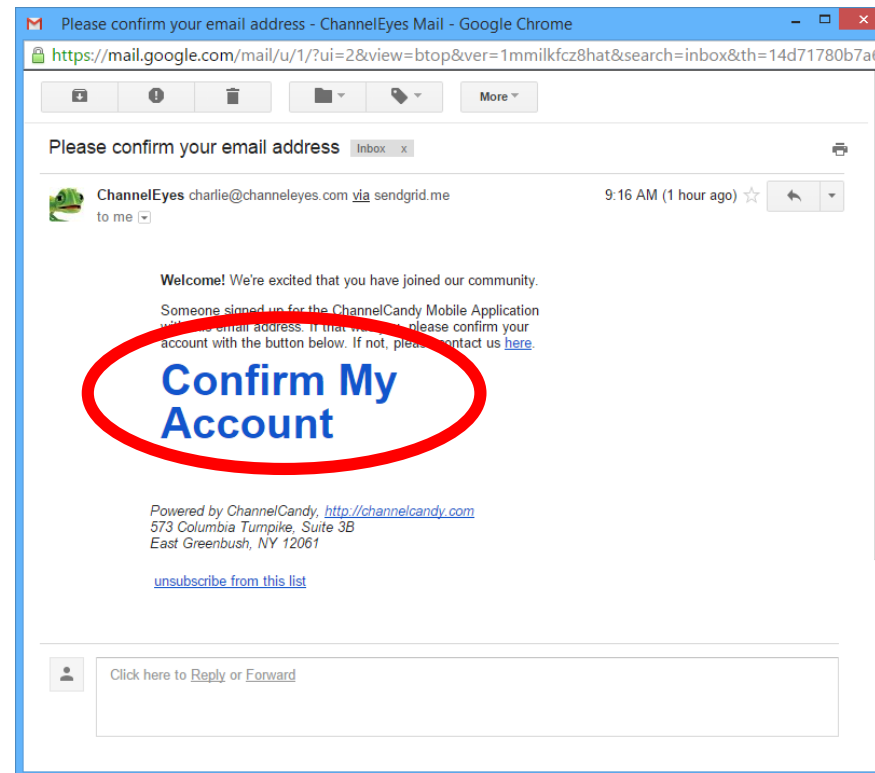 Please confirm your email address - ChannelEyes Mail - Google Chrome
https://mail.google.com/mail/u/1/?ui=2&view=btop&ver=1mmilkfcz8hat&search=inbox&th=14d71780b7a6
More
Please confirm your email address Inbox x
ChannelEyes charlie@channeleyes.com via sendgrid.me 9:16 AM (1 hour ago)
to me
Welcome! We're excited that you have joined our community.
Someone signed up for the ChannelCandy Mobile Application
email address. If that please confirm your
account with the button below. If not, please contact us here.
Confirm My
Account
Powered by ChannelCandy, http://channelcandy.com
573 Columbia Turnpike, Suite 3B
East Greenbush, NY 12061
unsubscribe from this list
Click here to Reply or Forward